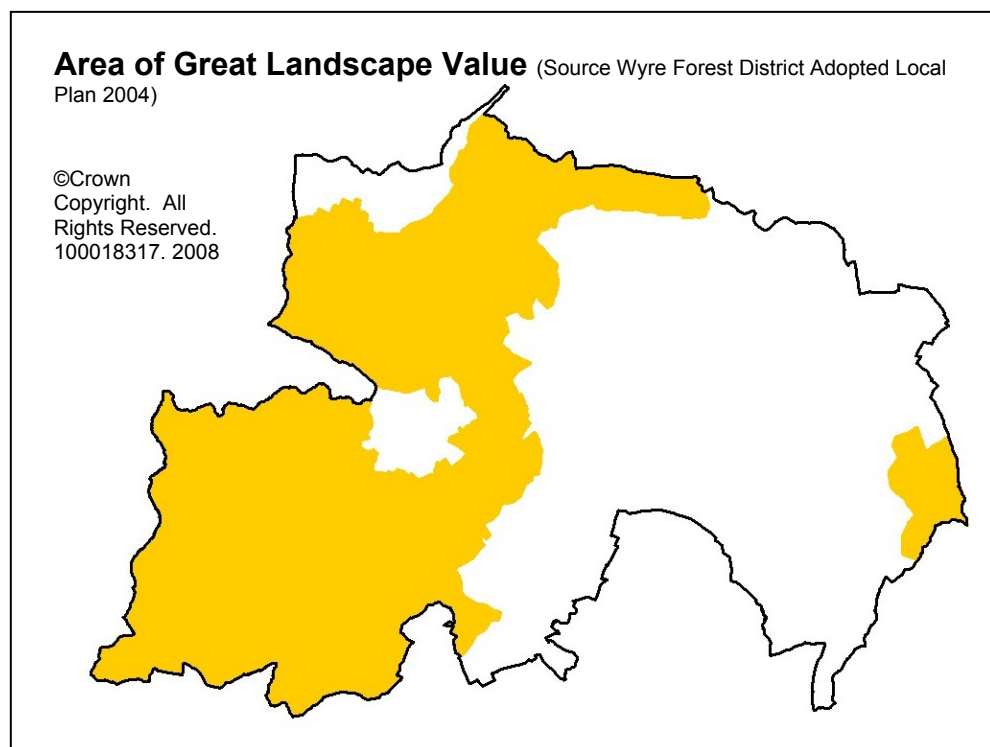 Area of Great Landscape Value (Source Wyre Forest District Adopted Local
Plan 2004)
©Crown
Copyright. All
Rights Reserved.
100018317. 2008